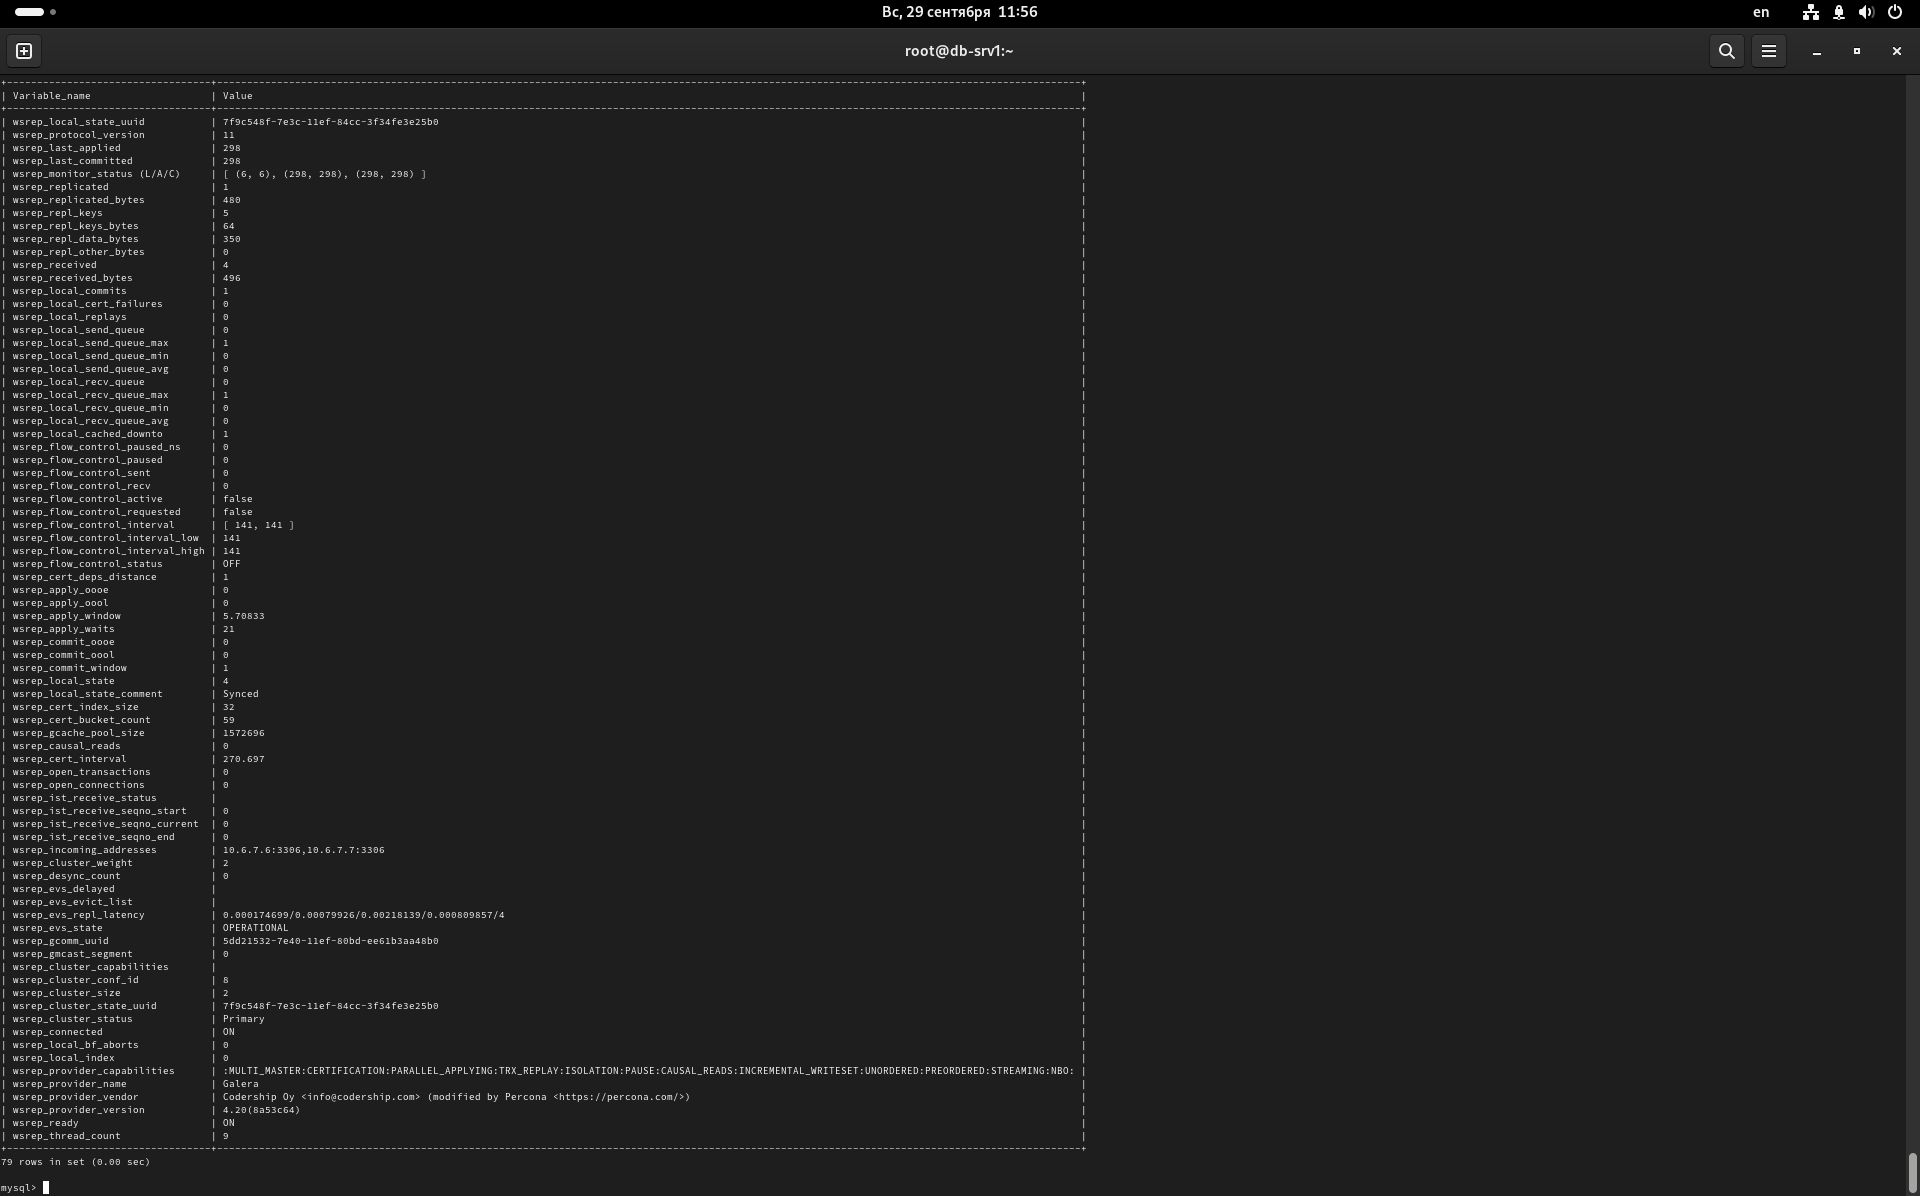 Вс, 29 сентября 11:56
en
root@db-srv1:~
| Variable_name | Value |
| wsrep_local_state_uuid | 7f9c548f-7e3c-11ef-84cc-3f34fe3e25b0 |
| wsrep_protocol_version | 11 |
| wsrep_last_applied | 298 |
| wsrep_last_committed | 298 |
| wsrep_monitor_status (L/A/C) | [ (6, 6), (298, 298), (298, 298) ] |
| wsrep_replicated | 1 |
| wsrep_replicated_bytes | 480 |
| wsrep_repl_keys | 5 |
| wsrep_repl_keys_bytes | 64 |
| wsrep_repl_data_bytes | 350 |
| wsrep_repl_other_bytes | 0 |
| wsrep_received | 4 |
| wsrep_received_bytes | 496 |
| wsrep_local_commits | 1 |
| wsrep_local_cert_failures | 0 |
| wsrep_local_replays | 0 |
| wsrep_local_send_queue | 0 |
| wsrep_local_send_queue_max | 1 |
| wsrep_local_send_queue_min | 0 |
| wsrep_local_send_queue_avg | 0 |
| wsrep_local_recv_queue | 0 |
| wsrep_local_recv_queue_max | 1 |
| wsrep_local_recv_queue_min | 0 |
| wsrep_local_recv_queue_avg | 0 |
| wsrep_local_cached_downto | 1 |
| wsrep_flow_control_paused_ns | 0 |
| wsrep_flow_control_paused | 0 |
| wsrep_flow_control_sent | 0 |
| wsrep_flow_control_recv | 0 |
| wsrep_flow_control_active | false |
| wsrep_flow_control_requested | false |
| wsrep_flow_control_interval | [ 141, 141 ] |
| wsrep_flow_control_interval_low | 141 |
| wsrep_flow_control_interval_high | 141 |
| wsrep_flow_control_status | OFF |
| wsrep_cert_deps_distance | 1 |
| wsrep_apply_oooe | 0 |
| wsrep_apply_oool | 0 |
| wsrep_apply_window | 5.70833 |
| wsrep_apply_waits | 21 |
| wsrep_commit_oooe | 0 |
| wsrep_commit_oool | 0 |
| wsrep_commit_window | 1 |
| wsrep_local_state | 4 |
| wsrep_local_state_comment | Synced |
| wsrep_cert_index_size | 32 |
| wsrep_cert_bucket_count | 59 |
| wsrep_gcache_pool_size | 1572696 |
| wsrep_causal_reads | 0 |
| wsrep_cert_interval | 270.697 |
| wsrep_open_transactions | 0 |
| wsrep_open_connections | 0 |
| wsrep_ist_receive_status | |
| wsrep_ist_receive_seqno_start | 0 |
| wsrep_ist_receive_seqno_current | 0 |
| wsrep_ist_receive_seqno_end | 0 |
| wsrep_incoming_addresses | 10.6.7.6:3306,10.6.7.7:3306 |
| wsrep_cluster_weight | 2 |
| wsrep_desync_count | 0 |
| wsrep_evs_delayed | |
| wsrep_evs_evict_list | |
| wsrep_evs_repl_latency | 0.000174699/0.00079926/0.00218139/0.000809857/4 |
| wsrep_evs_state | OPERATIONAL |
| wsrep_gcomm_uuid | 5dd21532-7e40-11ef-80bd-ee61b3aa48b0 |
| wsrep_gmcast_segment | 0 |
| wsrep_cluster_capabilities | |
| wsrep_cluster_conf_id | 8 |
| wsrep_cluster_size | 2 |
| wsrep_cluster_state_uuid | 7f9c548f-7e3c-11ef-84cc-3f34fe3e25b0 |
| wsrep_cluster_status | Primary |
| wsrep_connected | ON |
| wsrep_local_bf_aborts | 0 |
| wsrep_local_index | 0 |
| wsrep_provider_capabilities | :MULTI_MASTER:CERTIFICATION:PARALLEL_APPLYING:TRX_REPLAY:ISOLATION:PAUSE:CAUSAL_READS:INCREMENTAL_WRITESET:UNORDERED:PREORDERED:STREAMING:NBO: |
| wsrep_provider_name | Galera |
| wsrep_provider_vendor | Codership Oy <info@codership.com> (modified by Percona <https://percona.com/>) |
| wsrep_provider_version | 4.20(8a53c64) |
| wsrep_ready | ON |
| wsrep_thread_count | 9 |
79 rows in set (0.00 sec)
mysql>